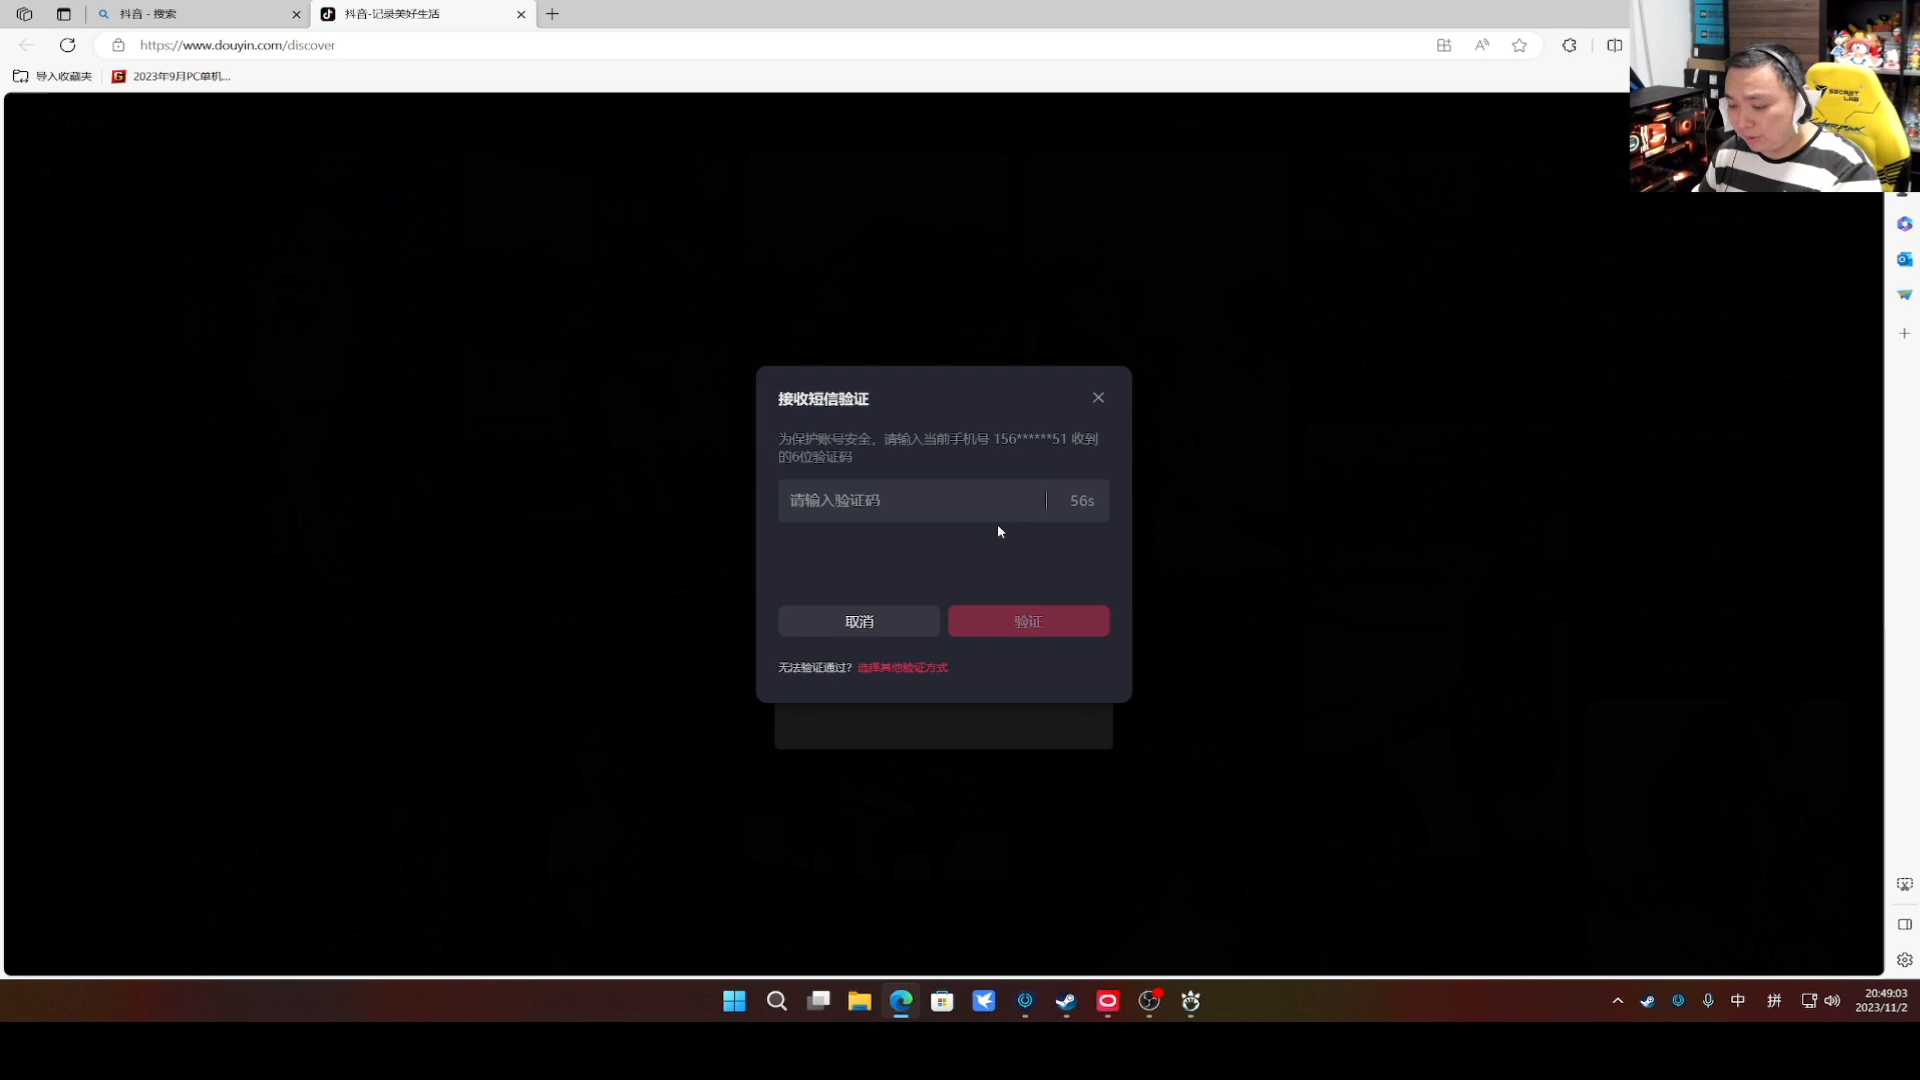 抖音 - 搜索
抖音-记录美好生活
https://www.douyin.com/discover
导入收藏夹
2023年9月PC单机...
SECRET LAB
接收短信验证
为保护账号安全，请输入当前手机号 156******51 收到
的6位验证码
请输入验证码
56s
取消
验证
无法验证通过？选择其他验证方式
中
拼
20:49:03
2023/11/2